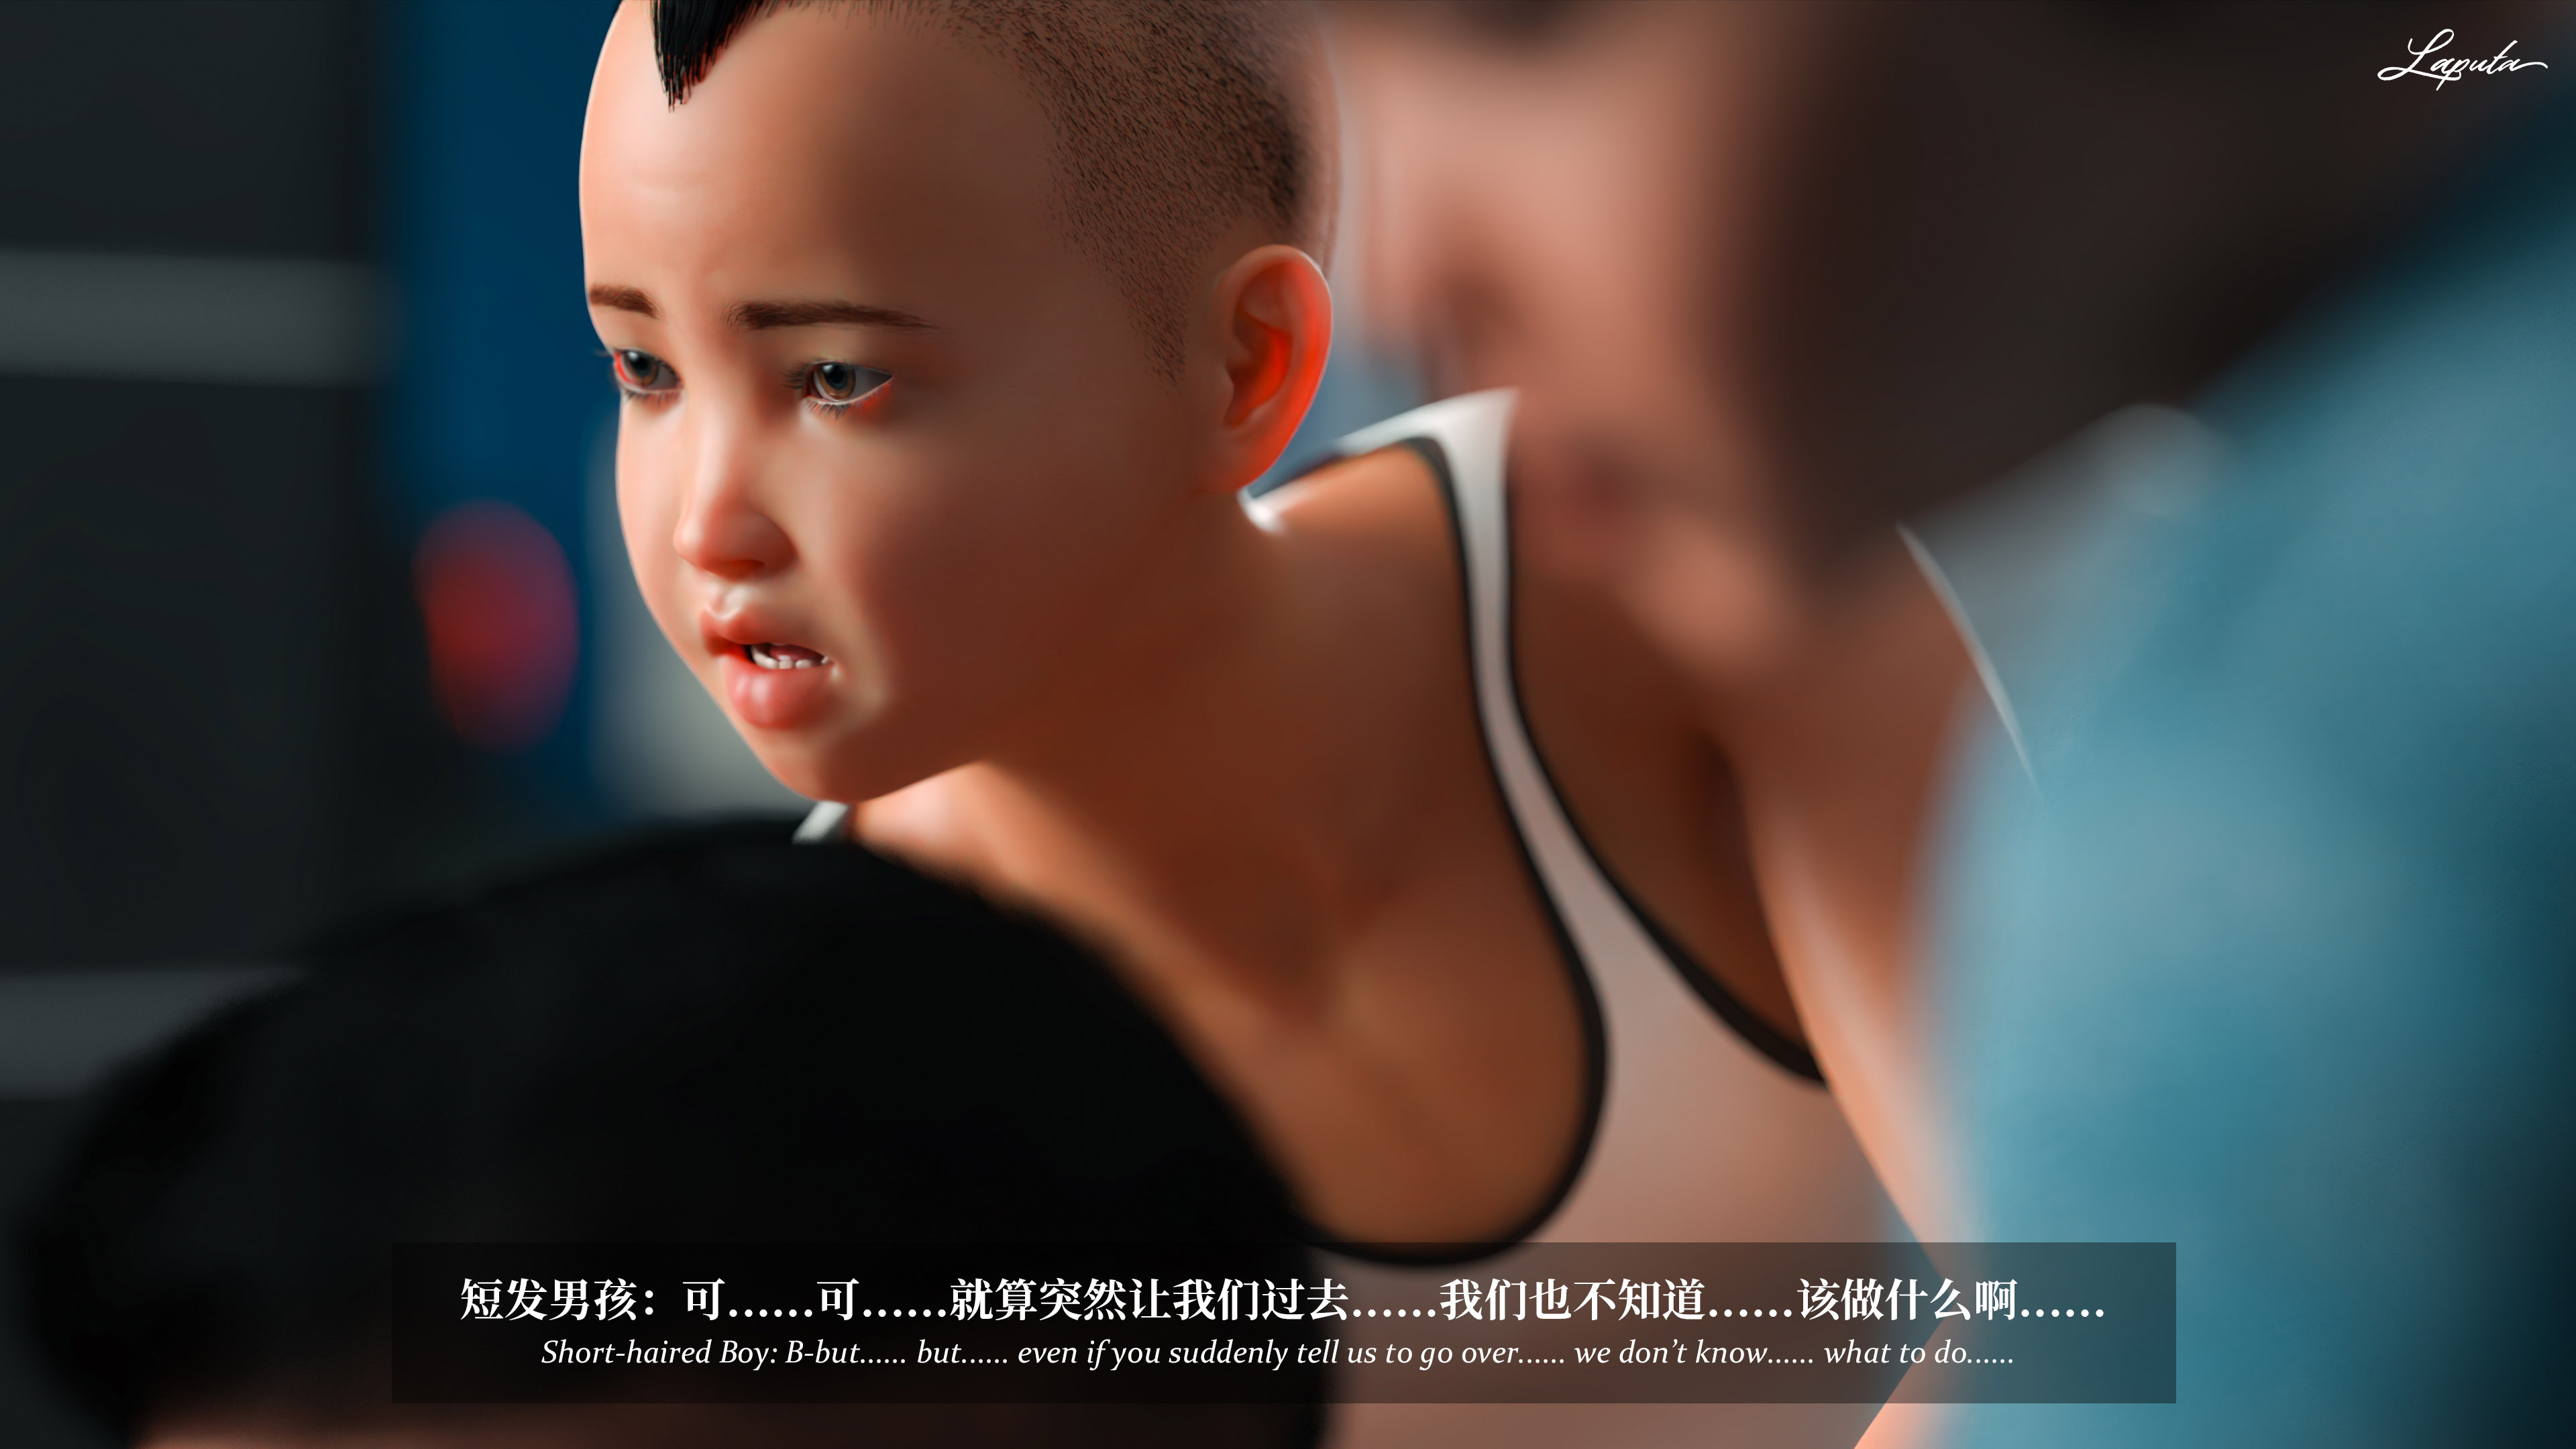 Laputa
短发男孩：可……可……就算突然让我们过去……我们也不知道……该做什么啊……
Short-haired Boy: B-but...... but...... even if you suddenly tell us to go over...... we don’t know...... what to do......